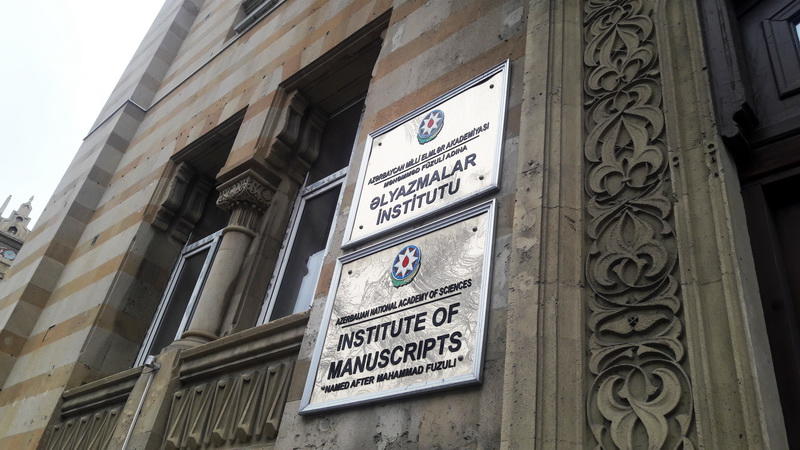 AZƏRBAYCAN MİLLİ ELMLƏR AKADEMİYASI
MƏHƏMMƏD FÜZULİ ADINA
ƏLYAZMALAR
İNSTİTUTU
AZERBAIJAN NATIONAL ACADEMY OF SCIENCES
INSTITUTE OF
MANUSCRIPTS
"NAMED AFTER MAHAMMAD FUZULI"